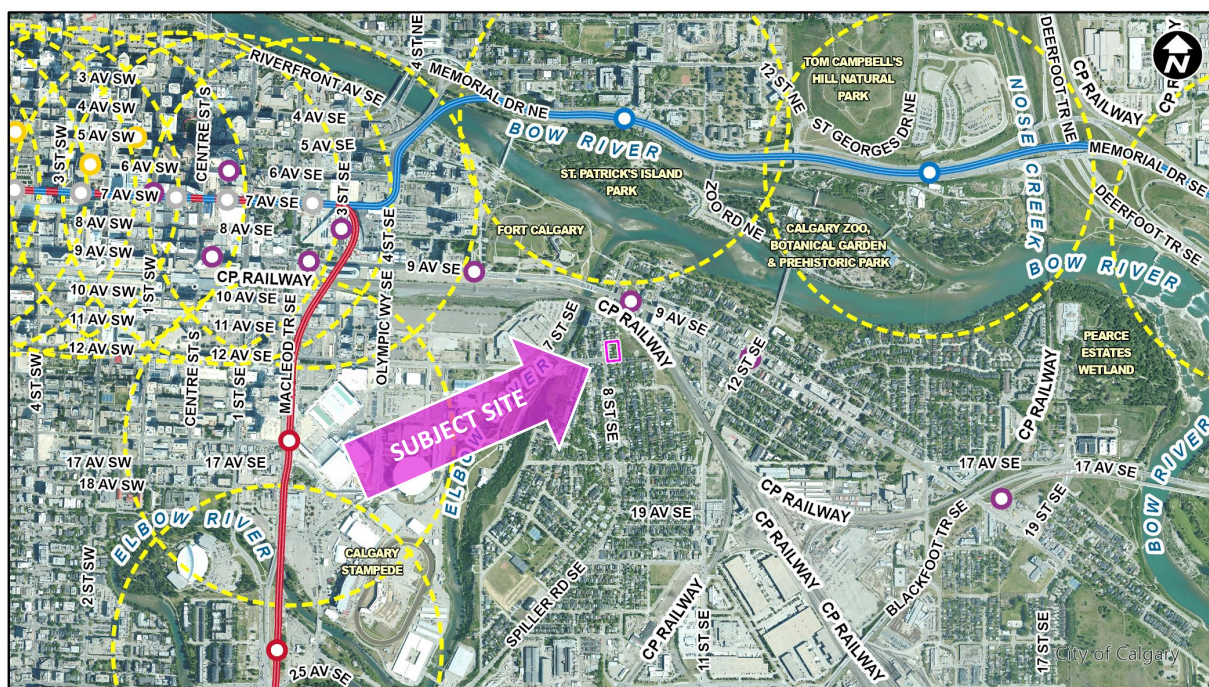 RIVERFRONT AV SE
4 ST NE
MEMORIAL DR NE
12 ST NE
TOM CAMPBELL'S
HILL NATURAL
PARK
ST GEORGES DR NE
NOSE CREEK
DEERFOOT TR NE
CP RAILWAY
N
3 AV SW
4 AV SW
5 AV SW
6 AV SW
7 AV SW
8 AV SW
9 AV SW
10 AV SW
11 AV SW
12 AV SW
3 ST SW
CENTRE ST S
4 AV SE
5 AV SE
6 AV SE
7 AV SE
8 AV SE
3 ST SE
4 ST SE
BOW RIVER
ST. PATRICK'S ISLAND
PARK
ZOO RD NE
FORT CALGARY
CALGARY ZOO,
BOTANICAL GARDEN
& PREHISTORIC PARK
MEMORIAL DR SE
DEERFOOT TR SE
BOW RIVER
1 ST SW
CP RAILWAY
9 AV SE
10 AV SE
11 AV SE
12 AV SE
OLYMPIC WY SE
MACLEOD TR SE
7 ST SE
CP RAILWAY
9 AV SE
12 ST SE
PEARCE
ESTATES
WETLAND
CP RAILWAY
4 ST SW
CENTRE ST S
1 ST SE
ELBOW RIVER
SUBJECT SITE
8 ST SE
17 AV SW
18 AV SW
17 AV SE
17 AV SE
17 AV SE
BOW RIVER
ELBOW RIVER
19 AV SE
CP RAILWAY
CP RAILWAY
BLACKFOOT TR SE
19 ST SE
CALGARY
STAMPEDE
2 ST SW
SPILLER RD SE
CP RAILWAY
11 ST SE
CP RAILWAY
17 ST SE
25 AV SE
City of Calgary